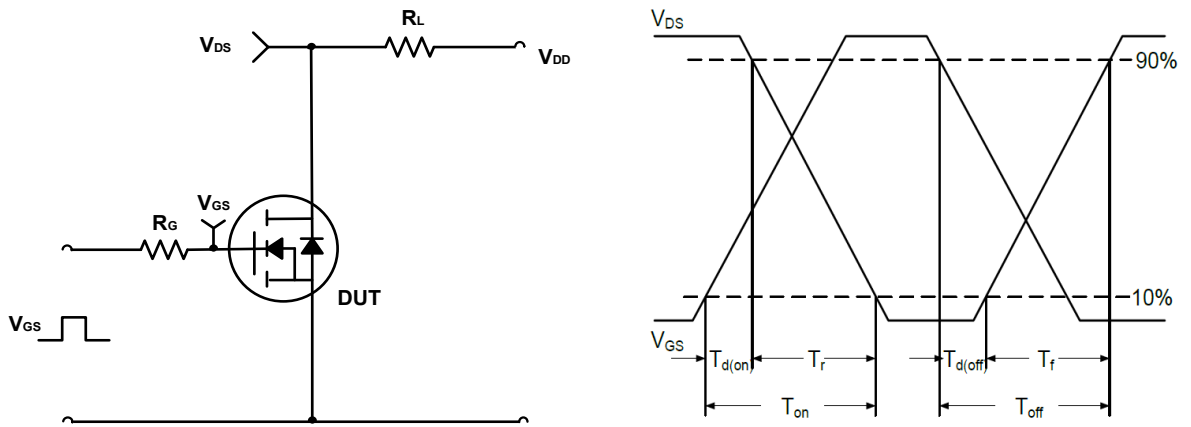 RL
VDS
VDD
VGS
RG
DUT
VGS
VDS
90%
10%
VGS
Td(on) Tr Td(off) Tf
Ton Toff